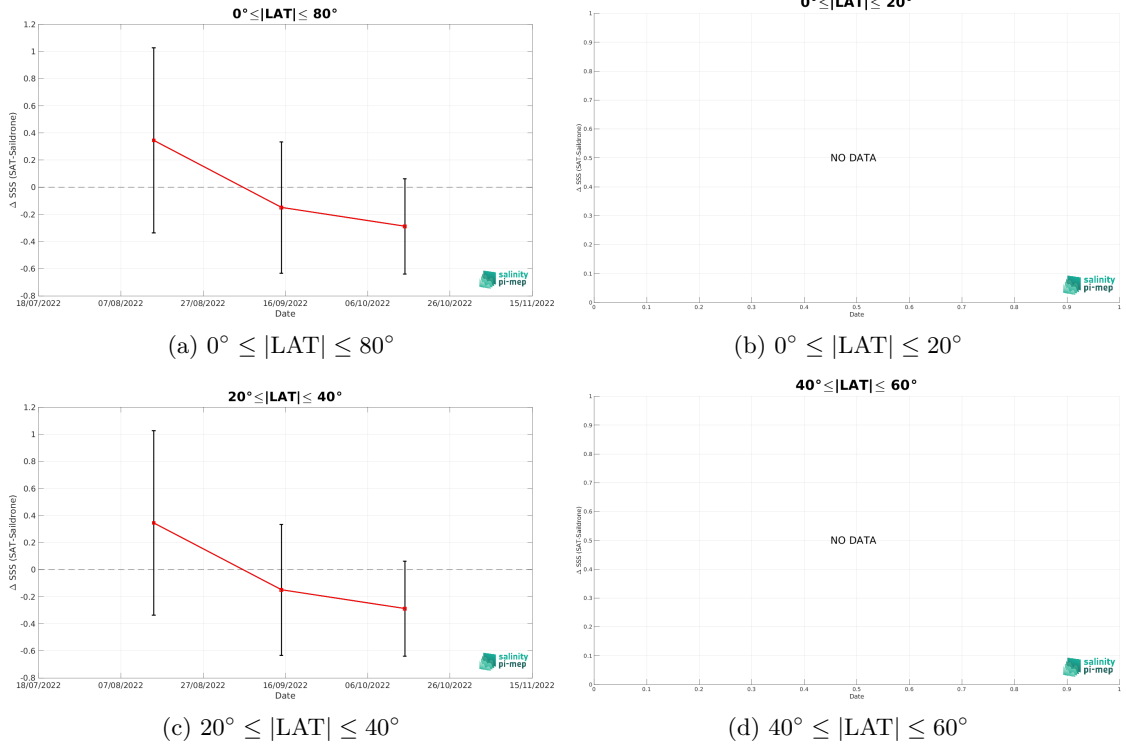 0°≤|LAT|≤ 80°
1.2
1
0.8
0.6
0.4
0.2
0
-0.2
-0.4
-0.6
-0.8
Δ SSS (SAT-Saildrone)
18/07/2022 07/08/2022 27/08/2022 16/09/2022 06/10/2022 26/10/2022 15/11/2022
Date
salinity
pi-mep
(a) 0° ≤ |LAT| ≤ 80°
0°≤|LAT|≤ 20°
1
0.9
0.8
0.7
0.6
0.5
0.4
0.3
0.2
0.1
0
Δ SSS (SAT-Saildrone)
NO DATA
0 0.1 0.2 0.3 0.4 0.5 0.6 0.7 0.8 0.9 1
Date
salinity
pi-mep
(b) 0° ≤ |LAT| ≤ 20°
20°≤|LAT|≤ 40°
1.2
1
0.8
0.6
0.4
0.2
0
-0.2
-0.4
-0.6
-0.8
Δ SSS (SAT-Saildrone)
18/07/2022 07/08/2022 27/08/2022 16/09/2022 06/10/2022 26/10/2022 15/11/2022
Date
salinity
pi-mep
(c) 20° ≤ |LAT| ≤ 40°
40°≤|LAT|≤ 60°
1
0.9
0.8
0.7
0.6
0.5
0.4
0.3
0.2
0.1
0
Δ SSS (SAT-Saildrone)
NO DATA
0 0.1 0.2 0.3 0.4 0.5 0.6 0.7 0.8 0.9 1
Date
salinity
pi-mep
(d) 40° ≤ |LAT| ≤ 60°